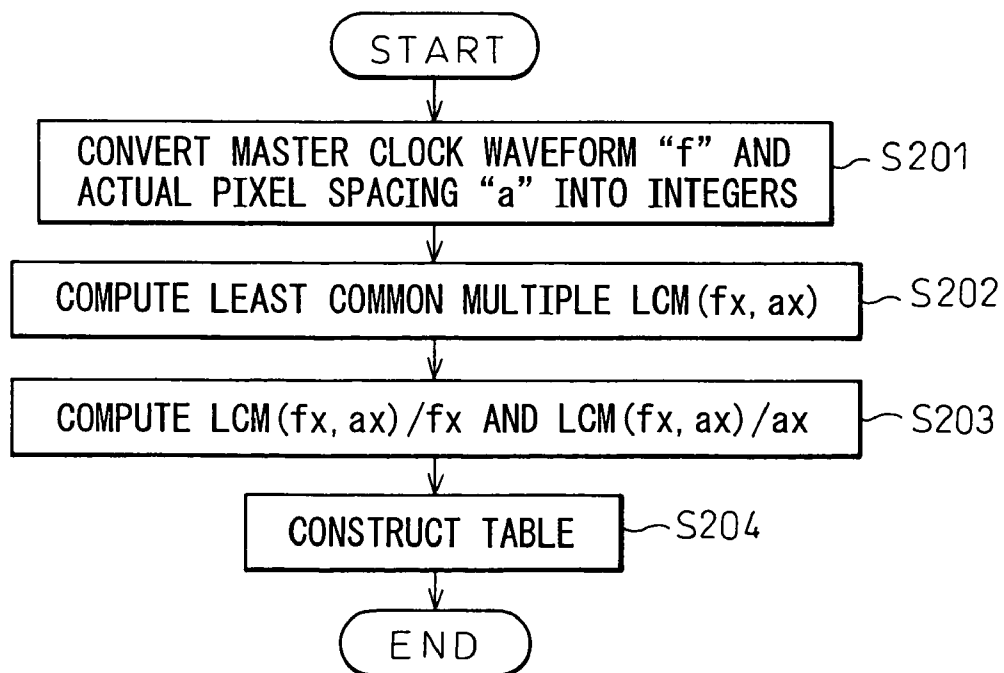 START
CONVERT MASTER CLOCK WAVEFORM “f” AND
ACTUAL PIXEL SPACING “a” INTO INTEGERS
S201
COMPUTE LEAST COMMON MULTIPLE LCM(fx, ax)
S202
COMPUTE LCM(fx, ax)/fx AND LCM(fx, ax)/ax
S203
CONSTRUCT TABLE
S204
END